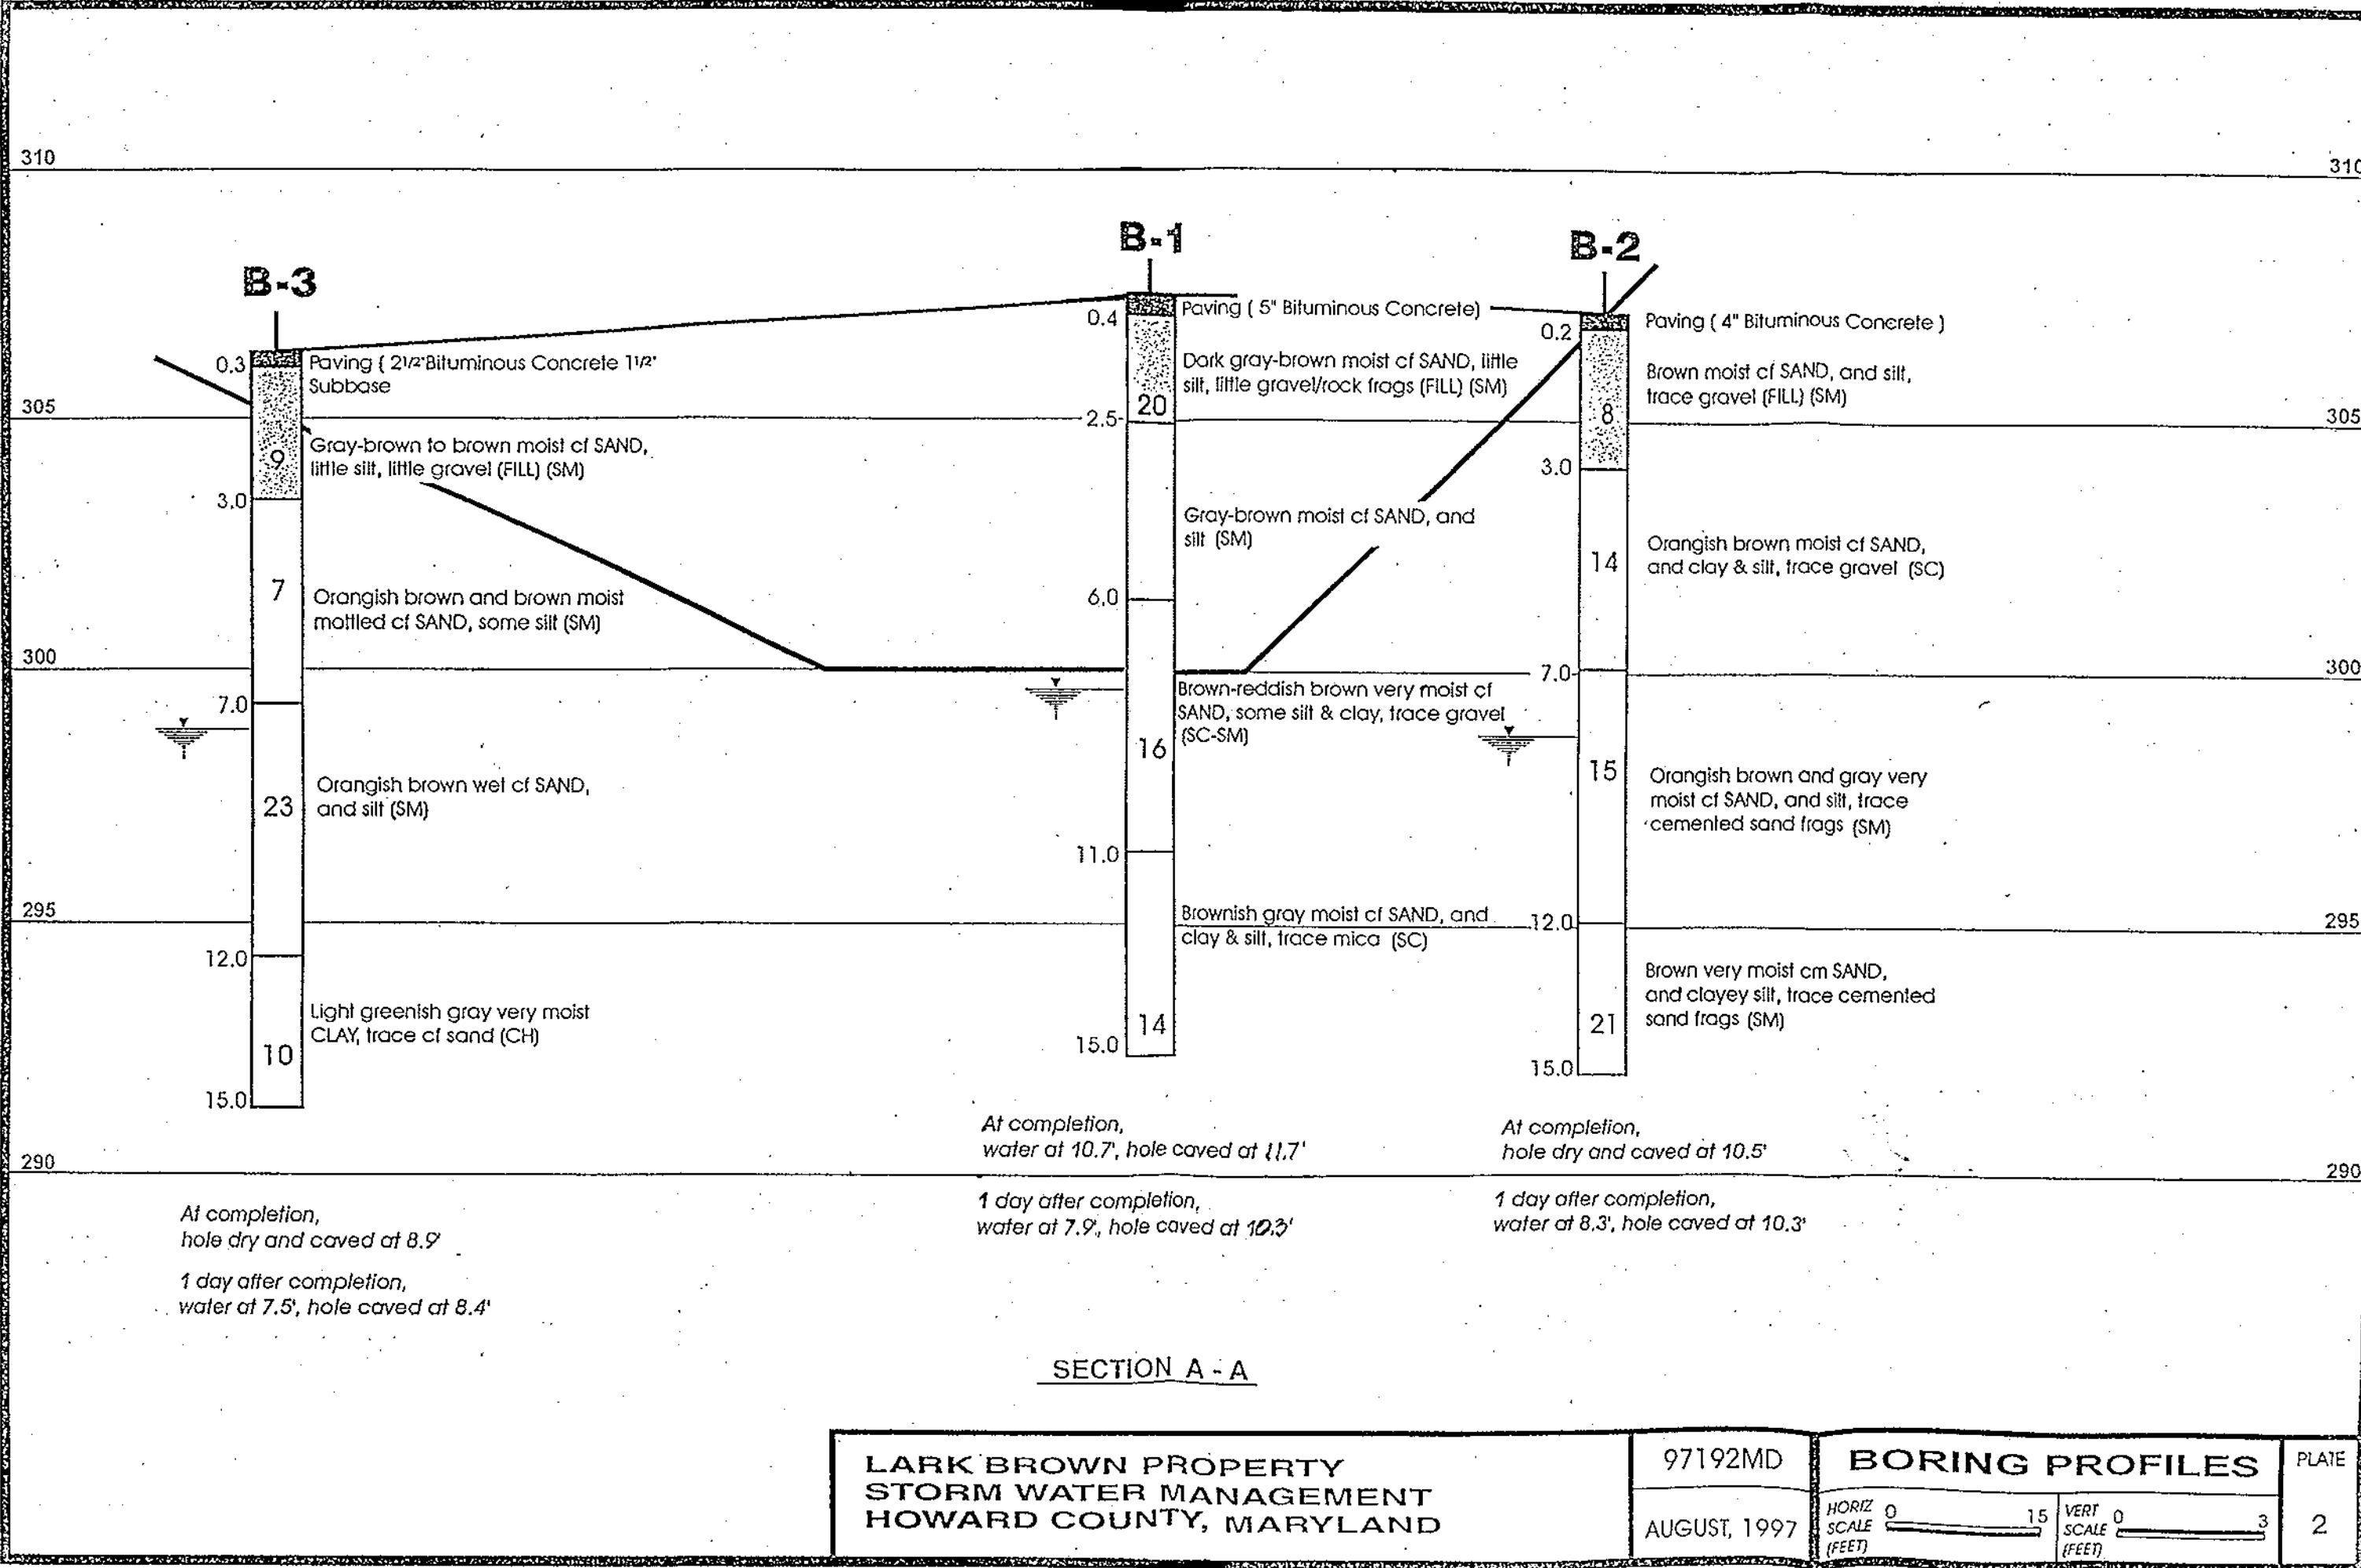 310
310
B-3
B-1
B-2
0.3
Paving ( 2 1/2" Bituminous Concrete 1 1/2"
Subbase
0.4
Paving ( 5" Bituminous Concrete)
0.2
Paving ( 4" Bituminous Concrete )
Dark gray-brown moist cf SAND, little
silt, little gravel/rock frags (FILL) (SM)
Brown moist cf SAND, and silt,
trace gravel (FILL) (SM)
305
20
2.5
8
305
9
Gray-brown to brown moist cf SAND,
little silt, little gravel (FILL) (SM)
3.0
3.0
Gray-brown moist cf SAND, and
silt (SM)
14
Orangish brown moist cf SAND,
and clay & silt, trace gravel (SC)
7
Orangish brown and brown moist
mottled cf SAND, some silt (SM)
6.0
300
7.0
300
7.0
Brown-reddish brown very moist cf
SAND, some silt & clay, trace gravel
(SC-SM)
16
15
Orangish brown and gray very
moist cf SAND, and silt, trace
cemented sand frags (SM)
23
Orangish brown wet cf SAND,
and silt (SM)
11.0
295
Brownish gray moist cf SAND, and
clay & silt, trace mica (SC)
12.0
295
12.0
Brown very moist cm SAND,
and clayey silt, trace cemented
sand frags (SM)
Light greenish gray very moist
CLAY, trace cf sand (CH)
10
14
21
15.0
15.0
15.0
At completion,
water at 10.7', hole caved at 11.7'
At completion,
hole dry and caved at 10.5'
290
290
At completion,
hole dry and caved at 8.9'
1 day after completion,
water at 7.9', hole caved at 10.3'
1 day after completion,
water at 8.3', hole caved at 10.3'
1 day after completion,
water at 7.5', hole caved at 8.4'
SECTION A - A
LARK BROWN PROPERTY
STORM WATER MANAGEMENT
HOWARD COUNTY, MARYLAND
97192MD
AUGUST, 1997
BORING PROFILES
HORIZ
SCALE
(FEET)
0 15
VERT
SCALE
(FEET)
0 3
PLATE
2